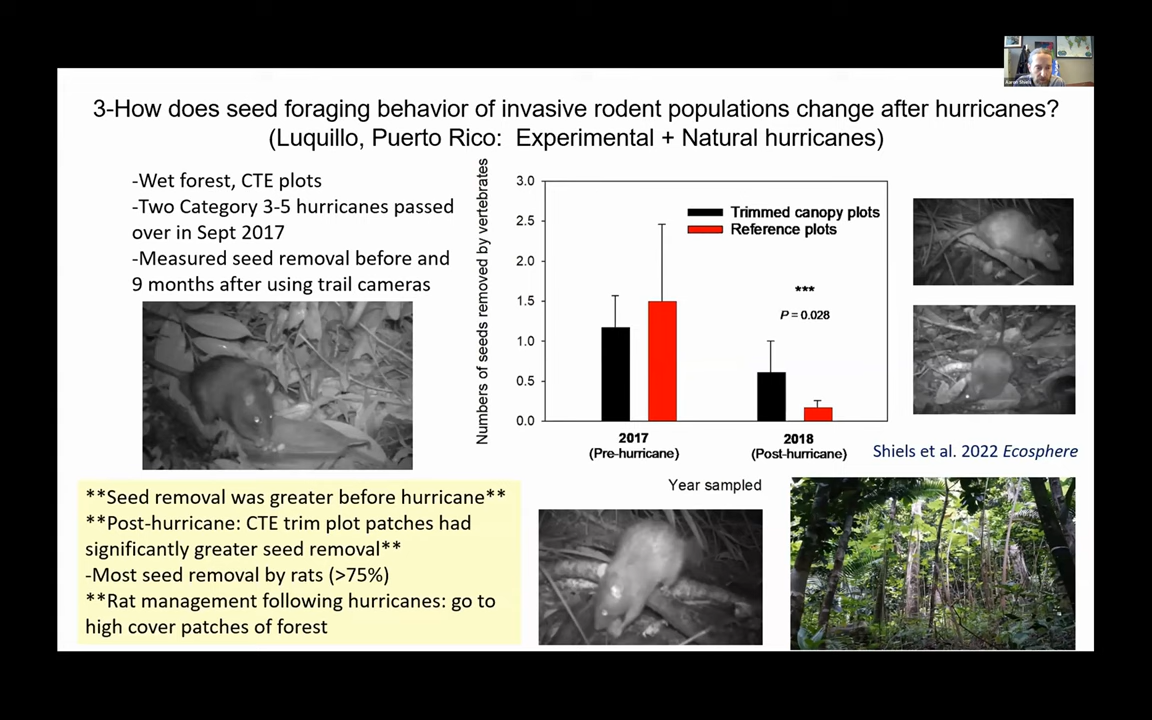 3-How does seed foraging behavior of invasive rodent populations change after hurricanes?
(Luquillo, Puerto Rico: Experimental + Natural hurricanes)
-Wet forest, CTE plots
-Two Category 3-5 hurricanes passed
over in Sept 2017
-Measured seed removal before and
9 months after using trail cameras
Numbers of seeds removed by vertebrates
3.0
2.5
2.0
1.5
1.0
0.5
0.0
Trimmed canopy plots
Reference plots
***
P = 0.028
2017
(Pre-hurricane)
2018
(Post-hurricane)
Year sampled
Shiels et al. 2022 Ecosphere
**Seed removal was greater before hurricane**
**Post-hurricane: CTE trim plot patches had
significantly greater seed removal**
-Most seed removal by rats (>75%)
**Rat management following hurricanes: go to
high cover patches of forest
Aaron Shiels